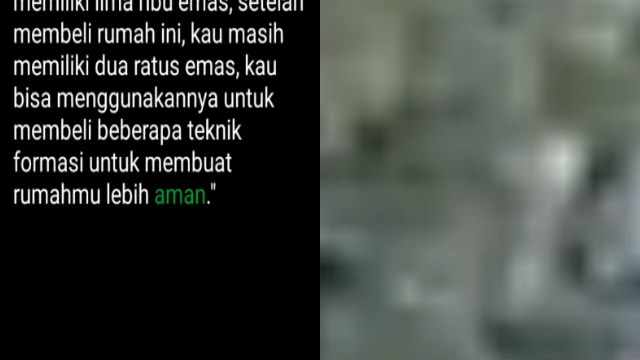 memiliki lima ribu emas, setelah
membeli rumah ini, kau masih
memiliki dua ratus emas, kau
bisa menggunakannya untuk
membeli beberapa teknik
formasi untuk membuat
rumahmu lebih aman."